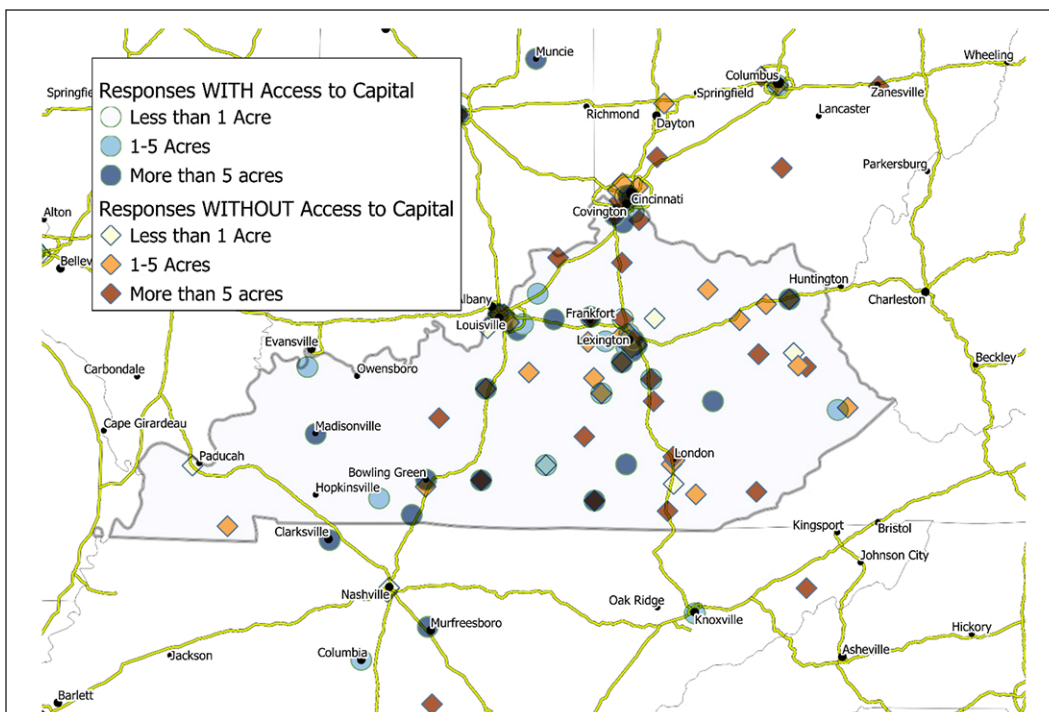 Muncie
Wheeling
Columbus
Springfield
Springfield
Zanesville
Richmond
Dayton
Lancaster
Responses WITH Access to Capital
Less than 1 Acre
1-5 Acres
More than 5 acres
Responses WITHOUT Access to Capital
Less than 1 Acre
1-5 Acres
More than 5 acres
Parkersburg
Cincinnati
Covington
Alton
Bellev
Huntington
Charleston
Albany
Louisville
Frankfort
Lexington
Evansville
Owensboro
Carbondale
Beckley
Cape Girardeau
Madisonville
Paducah
London
Bowling Green
Hopkinsville
Clarksville
Kingsport
Bristol
Johnson City
Nashville
Oak Ridge
Knoxville
Murfreesboro
Hickory
Columbia
Jackson
Asheville
Barlett